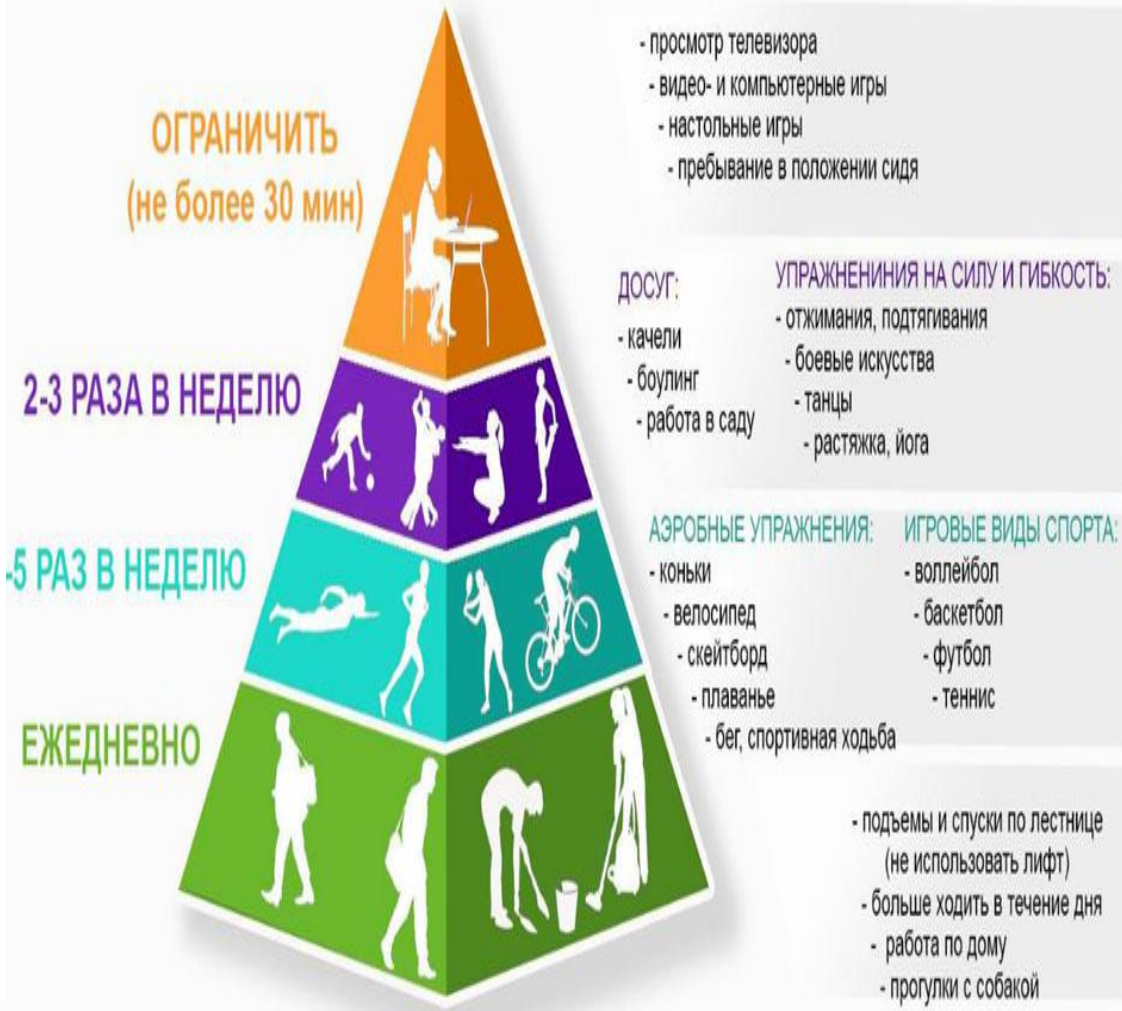 ОГРАНИЧИТЬ
(не более 30 мин)
- просмотр телевизора
- видео- и компьютерные игры
- настольные игры
- пребывание в положении сидя
2-3 РАЗА В НЕДЕЛЮ
ДОСУГ:
- качели
- боулинг
- работа в саду
УПРАЖНЕНИНИЯ НА СИЛУ И ГИБКОСТЬ:
- отжимания, подтягивания
- боевые искусства
- танцы
- растяжка, йога
-5 РАЗ В НЕДЕЛЮ
АЭРОБНЫЕ УПРАЖНЕНИЯ:
- коньки
- велосипед
- скейтборд
- плаванье
- бег, спортивная ходьба
ИГРОВЫЕ ВИДЫ СПОРТА:
- воллейбол
- баскетбол
- футбол
- теннис
ЕЖЕДНЕВНО
- подъемы и спуски по лестнице
(не использовать лифт)
- больше ходить в течение дня
- работа по дому
- прогулки с собакой